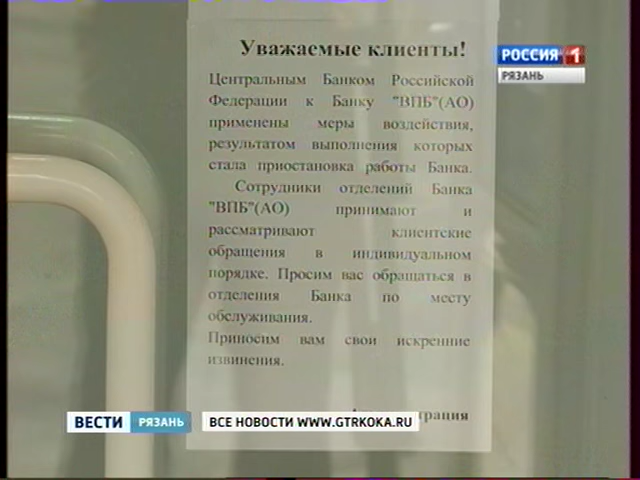 Уважаемые клиенты!
РОССИЯ 1
РЯЗАНЬ
Центральным Банком Российской
Федерации к Банку "ВПБ"(АО)
применены меры воздействия,
результатом выполнения которых
стала приостановка работы Банка.
Сотрудники отделений Банка
"ВПБ"(АО) принимают и
рассматривают клиентские
обращения в индивидуальном
порядке. Просим вас обращаться в
отделения Банка по месту
обслуживания.
Приносим вам свои искренние
извинения.
ВЕСТИ РЯЗАНЬ
ВСЕ НОВОСТИ WWW.GTRKOKA.RU